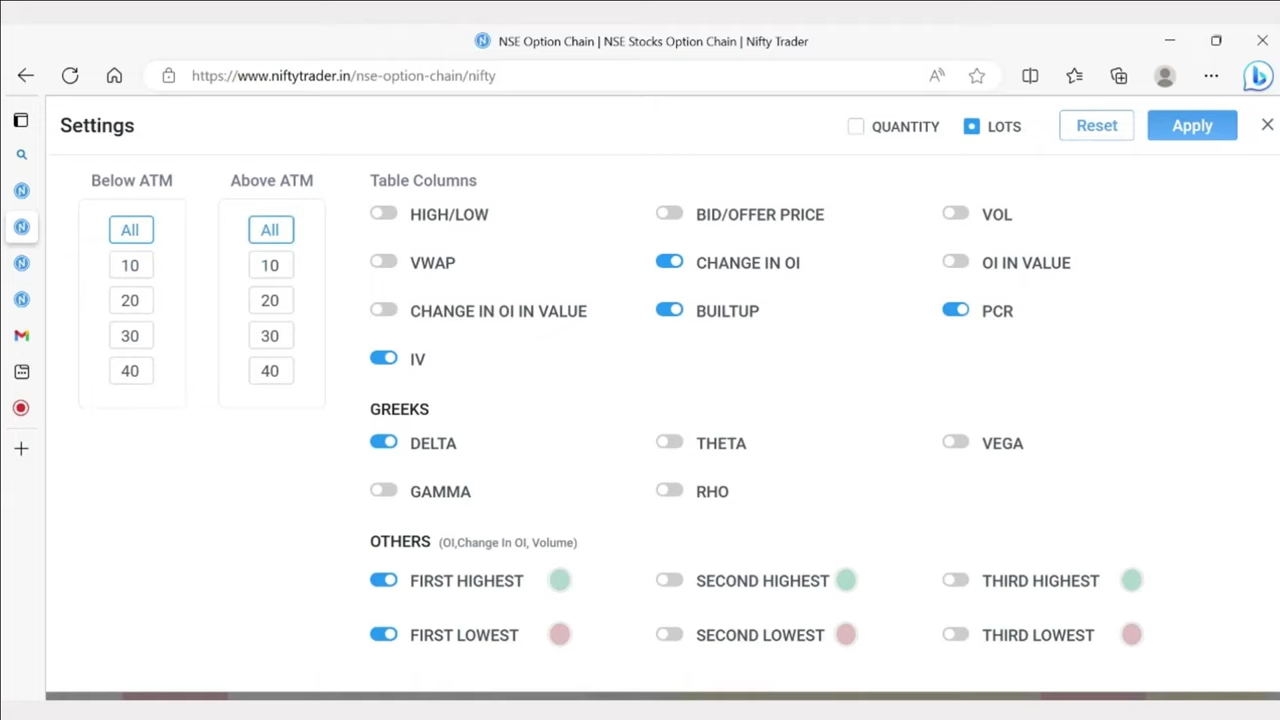 NSE Option Chain | NSE Stocks Option Chain | Nifty Trader
https://www.niftytrader.in/nse-option-chain/nifty
Settings
QUANTITY
LOTS
Reset
Apply
Below ATM
Above ATM
All
10
20
30
40
All
10
20
30
40
Table Columns
HIGH/LOW
BID/OFFER PRICE
VOL
VWAP
CHANGE IN OI
OI IN VALUE
CHANGE IN OI IN VALUE
BUILTUP
PCR
IV
GREEKS
DELTA
THETA
VEGA
GAMMA
RHO
OTHERS (OI,Change In OI, Volume)
FIRST HIGHEST
SECOND HIGHEST
THIRD HIGHEST
FIRST LOWEST
SECOND LOWEST
THIRD LOWEST